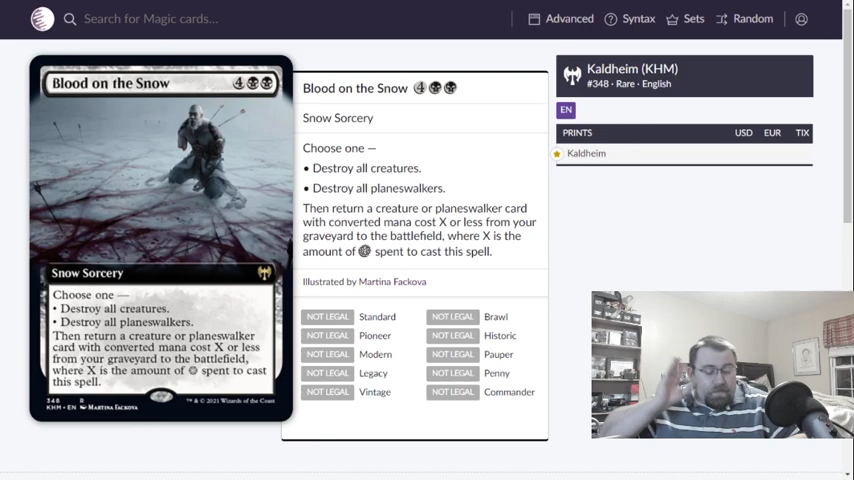 Search for Magic cards...
Advanced
Syntax
Sets
Random
Blood on the Snow 4
Snow Sorcery
Choose one —
• Destroy all creatures.
• Destroy all planeswalkers.
Then return a creature or planeswalker
card with converted mana cost X or less
from your graveyard to the battlefield,
where X is the amount of spent to cast
this spell.
348 R
KHM • EN Martina Fackova
™ & © 2021 Wizards of the Coast
Blood on the Snow 4
Snow Sorcery
Choose one —
• Destroy all creatures.
• Destroy all planeswalkers.
Then return a creature or planeswalker card
with converted mana cost X or less from your
graveyard to the battlefield, where X is the
amount of spent to cast this spell.
Illustrated by Martina Fackova
NOT LEGAL Standard NOT LEGAL Brawl
NOT LEGAL Pioneer NOT LEGAL Historic
NOT LEGAL Modern NOT LEGAL Pauper
NOT LEGAL Legacy NOT LEGAL Penny
NOT LEGAL Vintage NOT LEGAL Commander
Kaldheim (KHM)
#348 · Rare · English
EN
PRINTS USD EUR TIX
Kaldheim